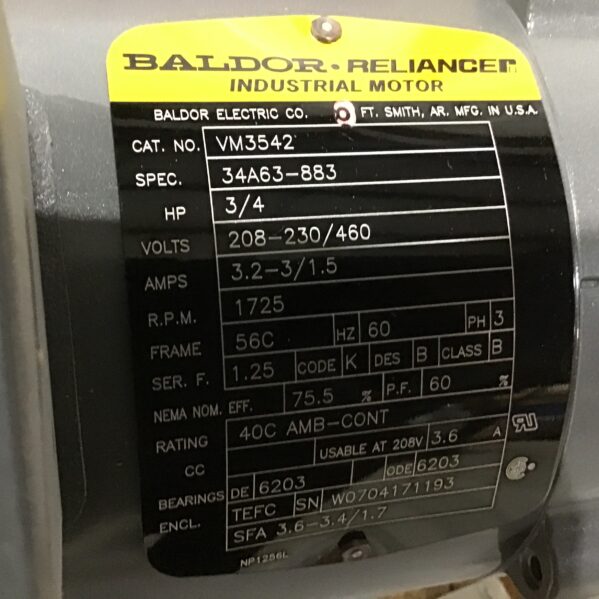 BALDOR • RELIANCER
INDUSTRIAL MOTOR
BALDOR ELECTRIC CO. FT. SMITH, AR. MFG. IN U.S.A.
CAT. NO. VM3542
SPEC. 34A63-883
HP 3/4
VOLTS 208-230/460
AMPS 3.2-3/1.5
R.P.M. 1725
FRAME 56C HZ 60 PH 3
SER. F. 1.25 CODE K DES B CLASS B
NEMA NOM. EFF. 75.5 % P.F. 60 %
RATING 40C AMB-CONT
CC USABLE AT 208V 3.6 A
BEARINGS DE 6203 ODE 6203
ENCL. TEFC SN W0704171193
SFA 3.6-3.4/1.7
NP1256L